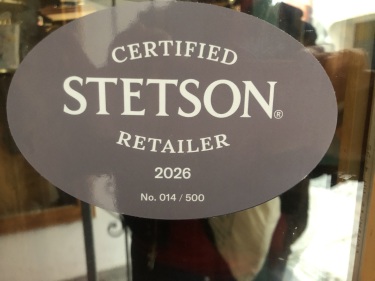 CERTIFIED
STETSON®
RETAILER
2026
No. 014 / 500